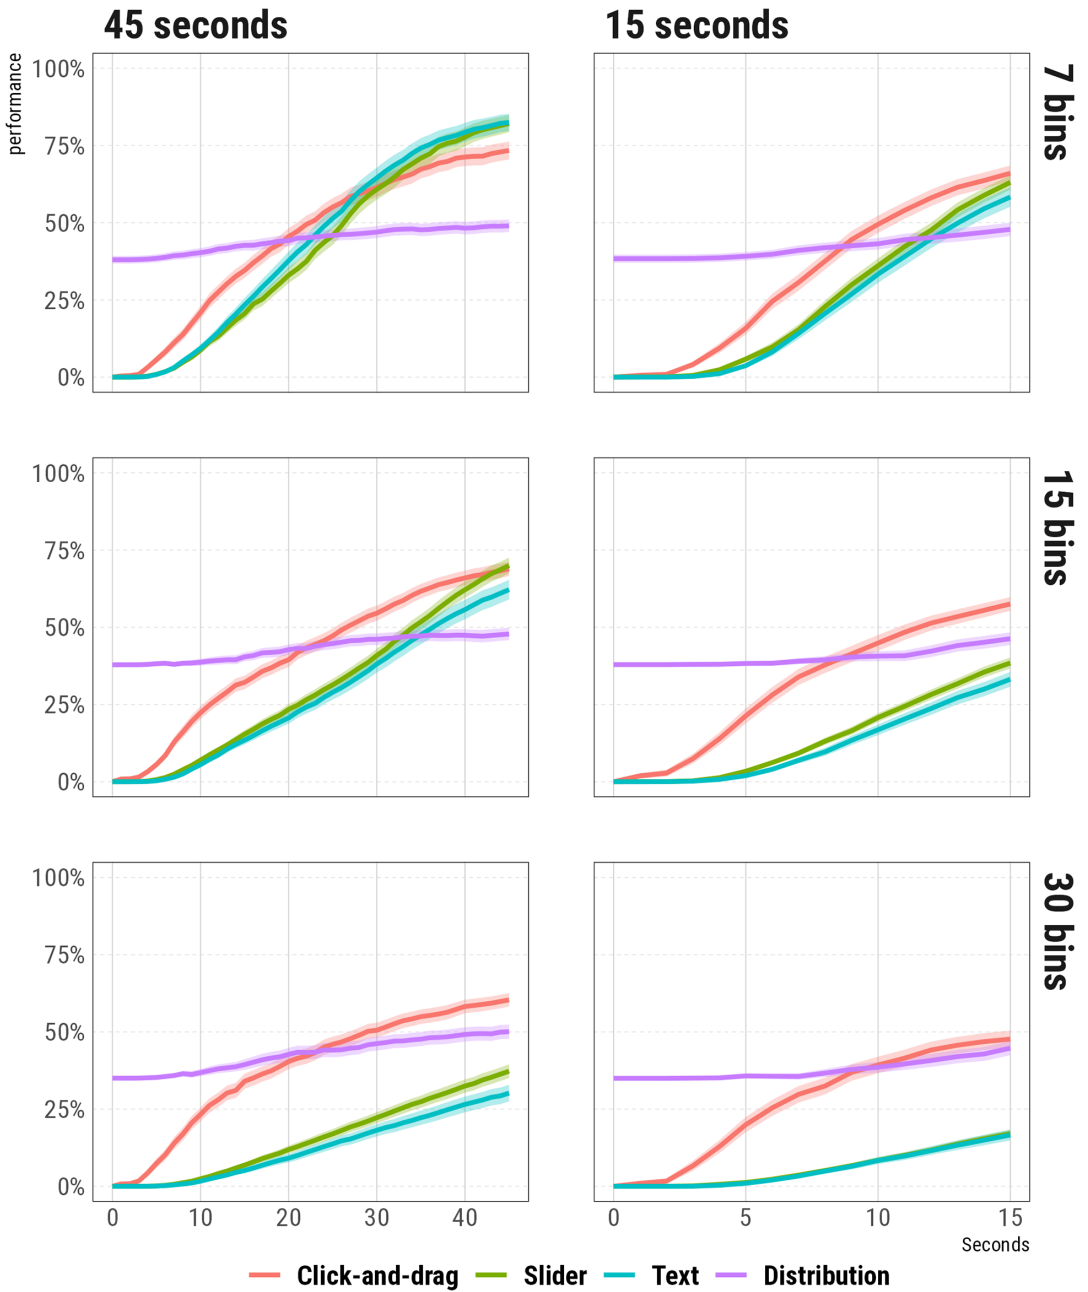 45 seconds
15 seconds
performance
100%
75%
50%
25%
0%
7 bins
100%
75%
50%
25%
0%
15 bins
100%
75%
50%
25%
0%
30 bins
0 10 20 30 40
0 5 10 15
Seconds
Click-and-drag Slider Text Distribution